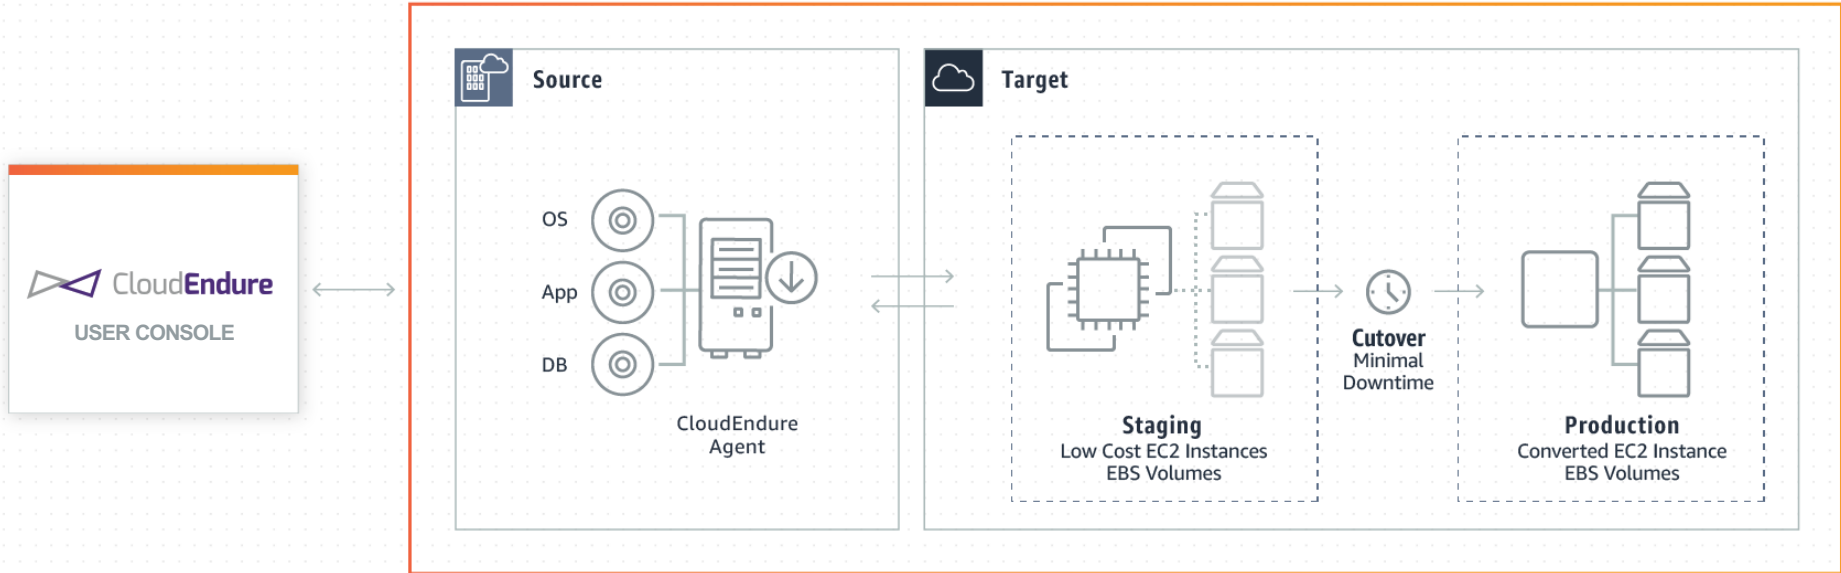 CloudEndure
USER CONSOLE
Source
OS
App
DB
CloudEndure
Agent
Target
Staging
Low Cost EC2 Instances
EBS Volumes
Cutover
Minimal
Downtime
Production
Converted EC2 Instance
EBS Volumes